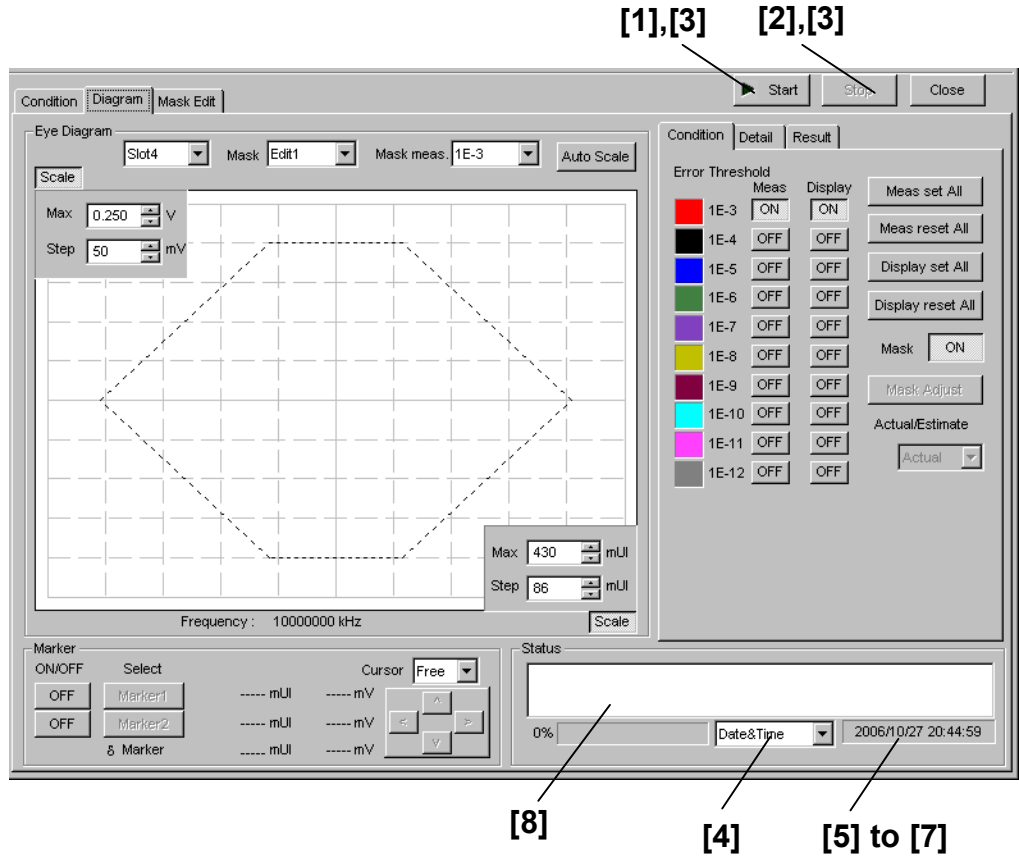 [1],[3]
[2],[3]
Condition
Diagram
Mask Edit
Start
Stop
Close
Eye Diagram
Slot4
Mask
Edit1
Mask meas.
1E-3
Auto Scale
Scale
Max
0.250
V
Step
50
mV
Max
430
mUI
Step
86
mUI
Scale
Frequency :
10000000 kHz
Condition
Detail
Result
Error Threshold
Meas
Display
1E-3 ON ON
1E-4 OFF OFF
1E-5 OFF OFF
1E-6 OFF OFF
1E-7 OFF OFF
1E-8 OFF OFF
1E-9 OFF OFF
1E-10 OFF OFF
1E-11 OFF OFF
1E-12 OFF OFF
Meas set All
Meas reset All
Display set All
Display reset All
Mask
ON
Mask Adjust
Actual/Estimate
Actual
Marker
ON/OFF
Select
Cursor
Free
OFF
Marker1
----- mUI
----- mV
OFF
Marker2
----- mUI
----- mV
δ Marker
----- mUI
----- mV
^
<
>
V
Status
0%
Date&Time
2006/10/27 20:44:59
[8]
[4]
[5] to [7]